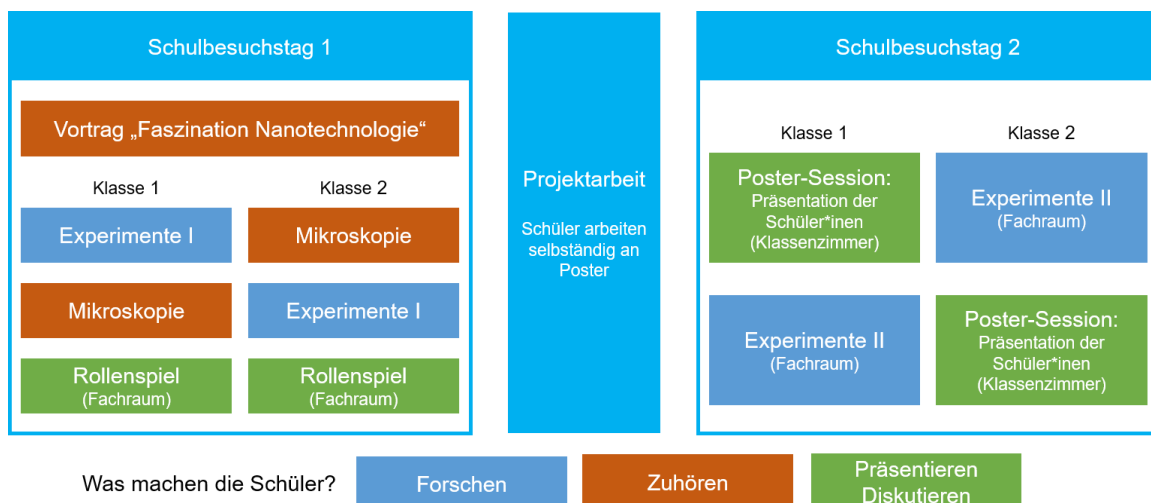 Schulbesuchstag 1
Vortrag „Faszination Nanotechnologie“
Klasse 1
Klasse 2
Experimente I
Mikroskopie
Mikroskopie
Experimente I
Rollenspiel
(Fachraum)
Rollenspiel
(Fachraum)
Projektarbeit
Schüler arbeiten
selbständig an
Poster
Schulbesuchstag 2
Klasse 1
Klasse 2
Poster-Session:
Präsentation der
Schüler*inen
(Klassenzimmer)
Experimente II
(Fachraum)
Experimente II
(Fachraum)
Poster-Session:
Präsentation der
Schüler*inen
(Klassenzimmer)
Was machen die Schüler?
Forschen
Zuhören
Präsentieren
Diskutieren